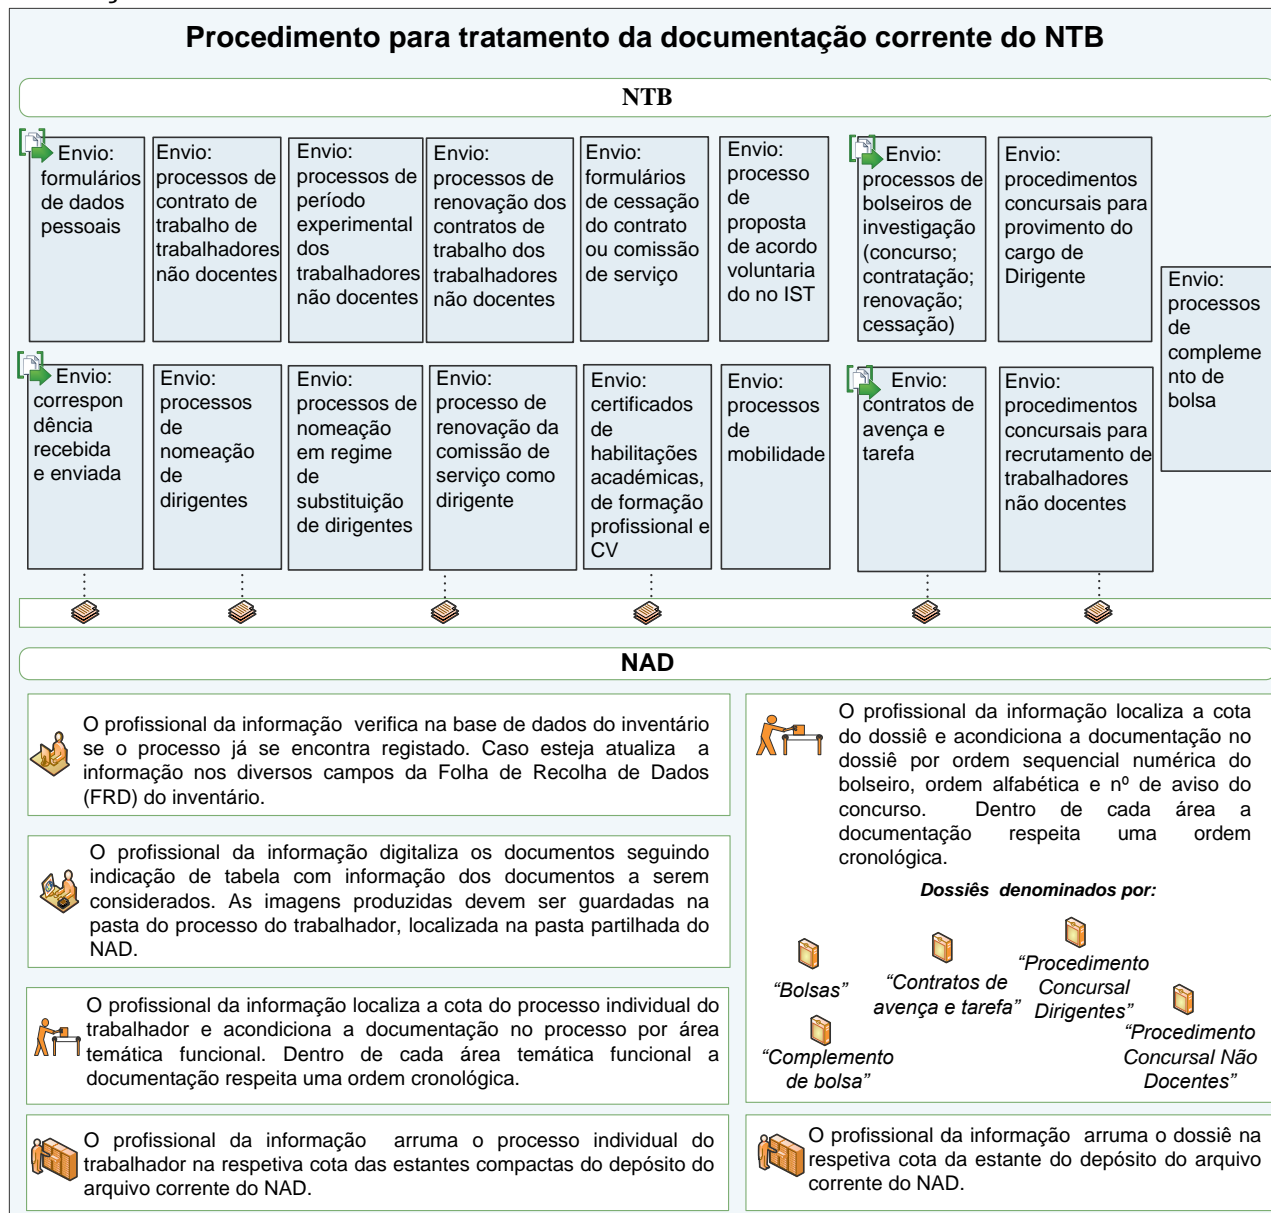 Procedimento para tratamento da documentação corrente do NTB
NTB
Envio:
formulários
de dados
pessoais
Envio:
processos de
contrato de
trabalho de
trabalhadores
não docentes
Envio:
processos de
período
experimental
dos
trabalhadores
não docentes
Envio:
processos de
renovação dos
contratos de
trabalho dos
trabalhadores
não docentes
Envio:
formulários
de cessação
do contrato
ou comissão
de serviço
Envio:
processo
de
proposta
de acordo
voluntaria
do no IST
Envio:
processos de
bolseiros de
investigação
(concurso;
contratação;
renovação;
cessação)
Envio:
procedimentos
concursais para
provimento do
cargo de
Dirigente
Envio:
processos
de
compleme
nto de
bolsa
Envio:
correspon
dência
recebida
e enviada
Envio:
processos
de
nomeação
de
dirigentes
Envio:
processos de
nomeação
em regime
de
substituição
de dirigentes
Envio:
processo de
renovação da
comissão de
serviço como
dirigente
Envio:
certificados
de
habilitações
académicas,
de formação
profissional e
CV
Envio:
processos
de
mobilidade
Envio:
contratos de
avença e
tarefa
Envio:
procedimentos
concursais para
recrutamento de
trabalhadores
não docentes
NAD
O profissional da informação verifica na base de dados do inventário
se o processo já se encontra registado. Caso esteja atualiza a
informação nos diversos campos da Folha de Recolha de Dados
(FRD) do inventário.
O profissional da informação digitaliza os documentos seguindo
indicação de tabela com informação dos documentos a serem
considerados. As imagens produzidas devem ser guardadas na
pasta do processo do trabalhador, localizada na pasta partilhada do
NAD.
O profissional da informação localiza a cota do processo individual do
trabalhador e acondiciona a documentação no processo por área
temática funcional. Dentro de cada área temática funcional a
documentação respeita uma ordem cronológica.
O profissional da informação arruma o processo individual do
trabalhador na respetiva cota das estantes compactas do depósito do
arquivo corrente do NAD.
O profissional da informação localiza a cota
do dossiê e acondiciona a documentação no
dossiê por ordem sequencial numérica do
bolseiro, ordem alfabética e nº de aviso do
concurso. Dentro de cada área a
documentação respeita uma ordem
cronológica.
Dossiês denominados por:
“Bolsas”
“Contratos de
avença e tarefa”
“Procedimento
Concursal
Dirigentes”
“Complemento
de bolsa”
“Procedimento
Concursal Não
Docentes”
O profissional da informação arruma o dossiê na
respetiva cota da estante do depósito do arquivo
corrente do NAD.